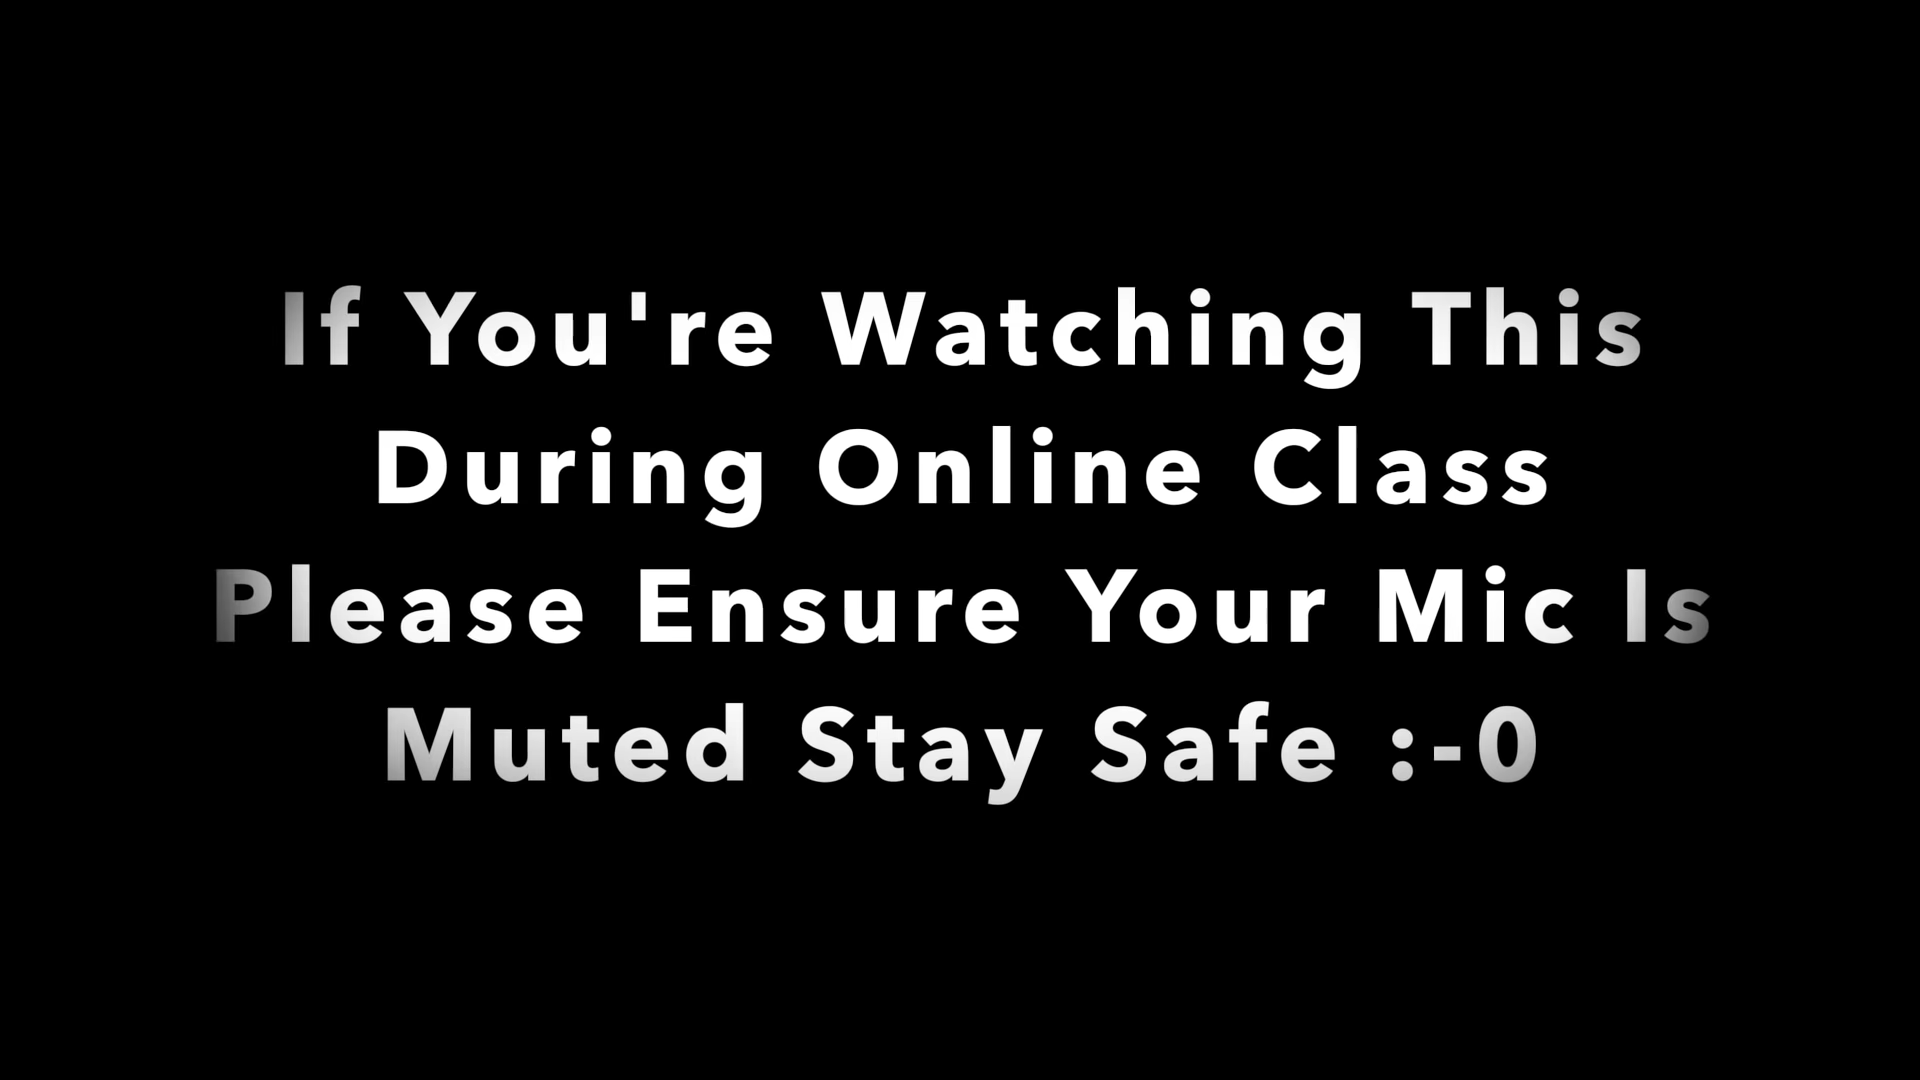 If You're Watching This
During Online Class
Please Ensure Your Mic Is
Muted Stay Safe :-0